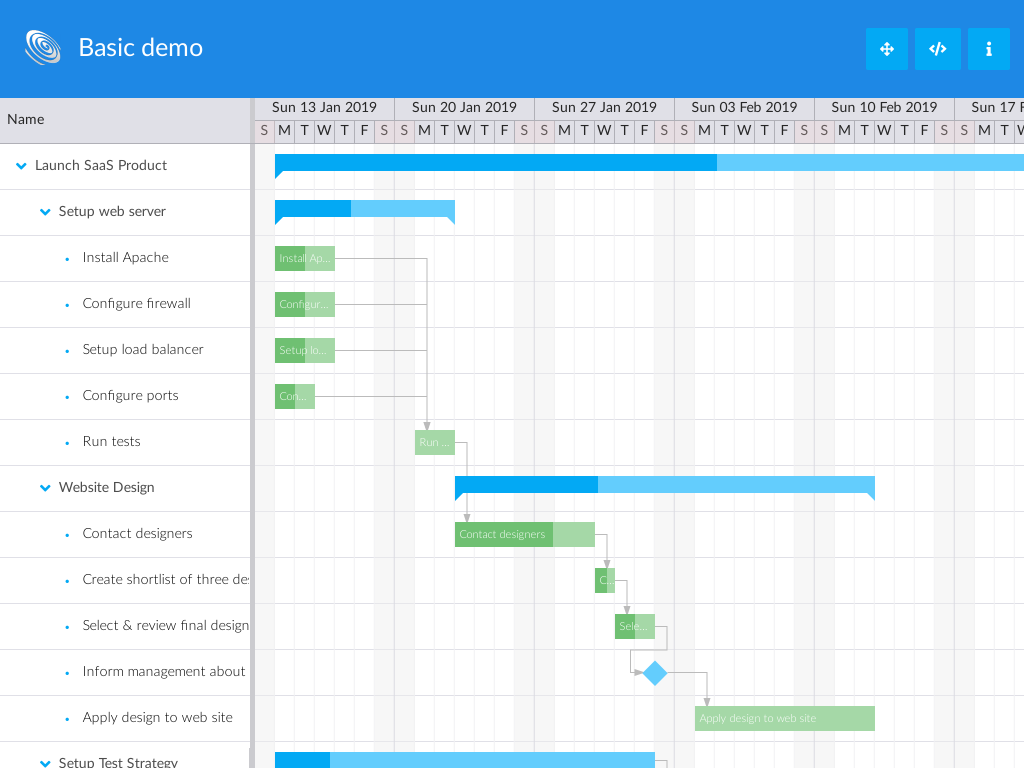 Basic demo
Name
Sun 13 Jan 2019 Sun 20 Jan 2019 Sun 27 Jan 2019 Sun 03 Feb 2019 Sun 10 Feb 2019 Sun 17 F
S M T W T F S S M T W T F S S M T W T F S S M T W T F S S M T W T F S S M T W
Launch SaaS Product
Setup web server
Install Apache Install Ap...
Configure firewall Configur...
Setup load balancer Setup lo...
Configure ports Con...
Run tests Run ...
Website Design
Contact designers Contact designers
Create shortlist of three des C...
Select & review final design Sele...
Inform management about
Apply design to web site Apply design to web site
Setup Test Strategy